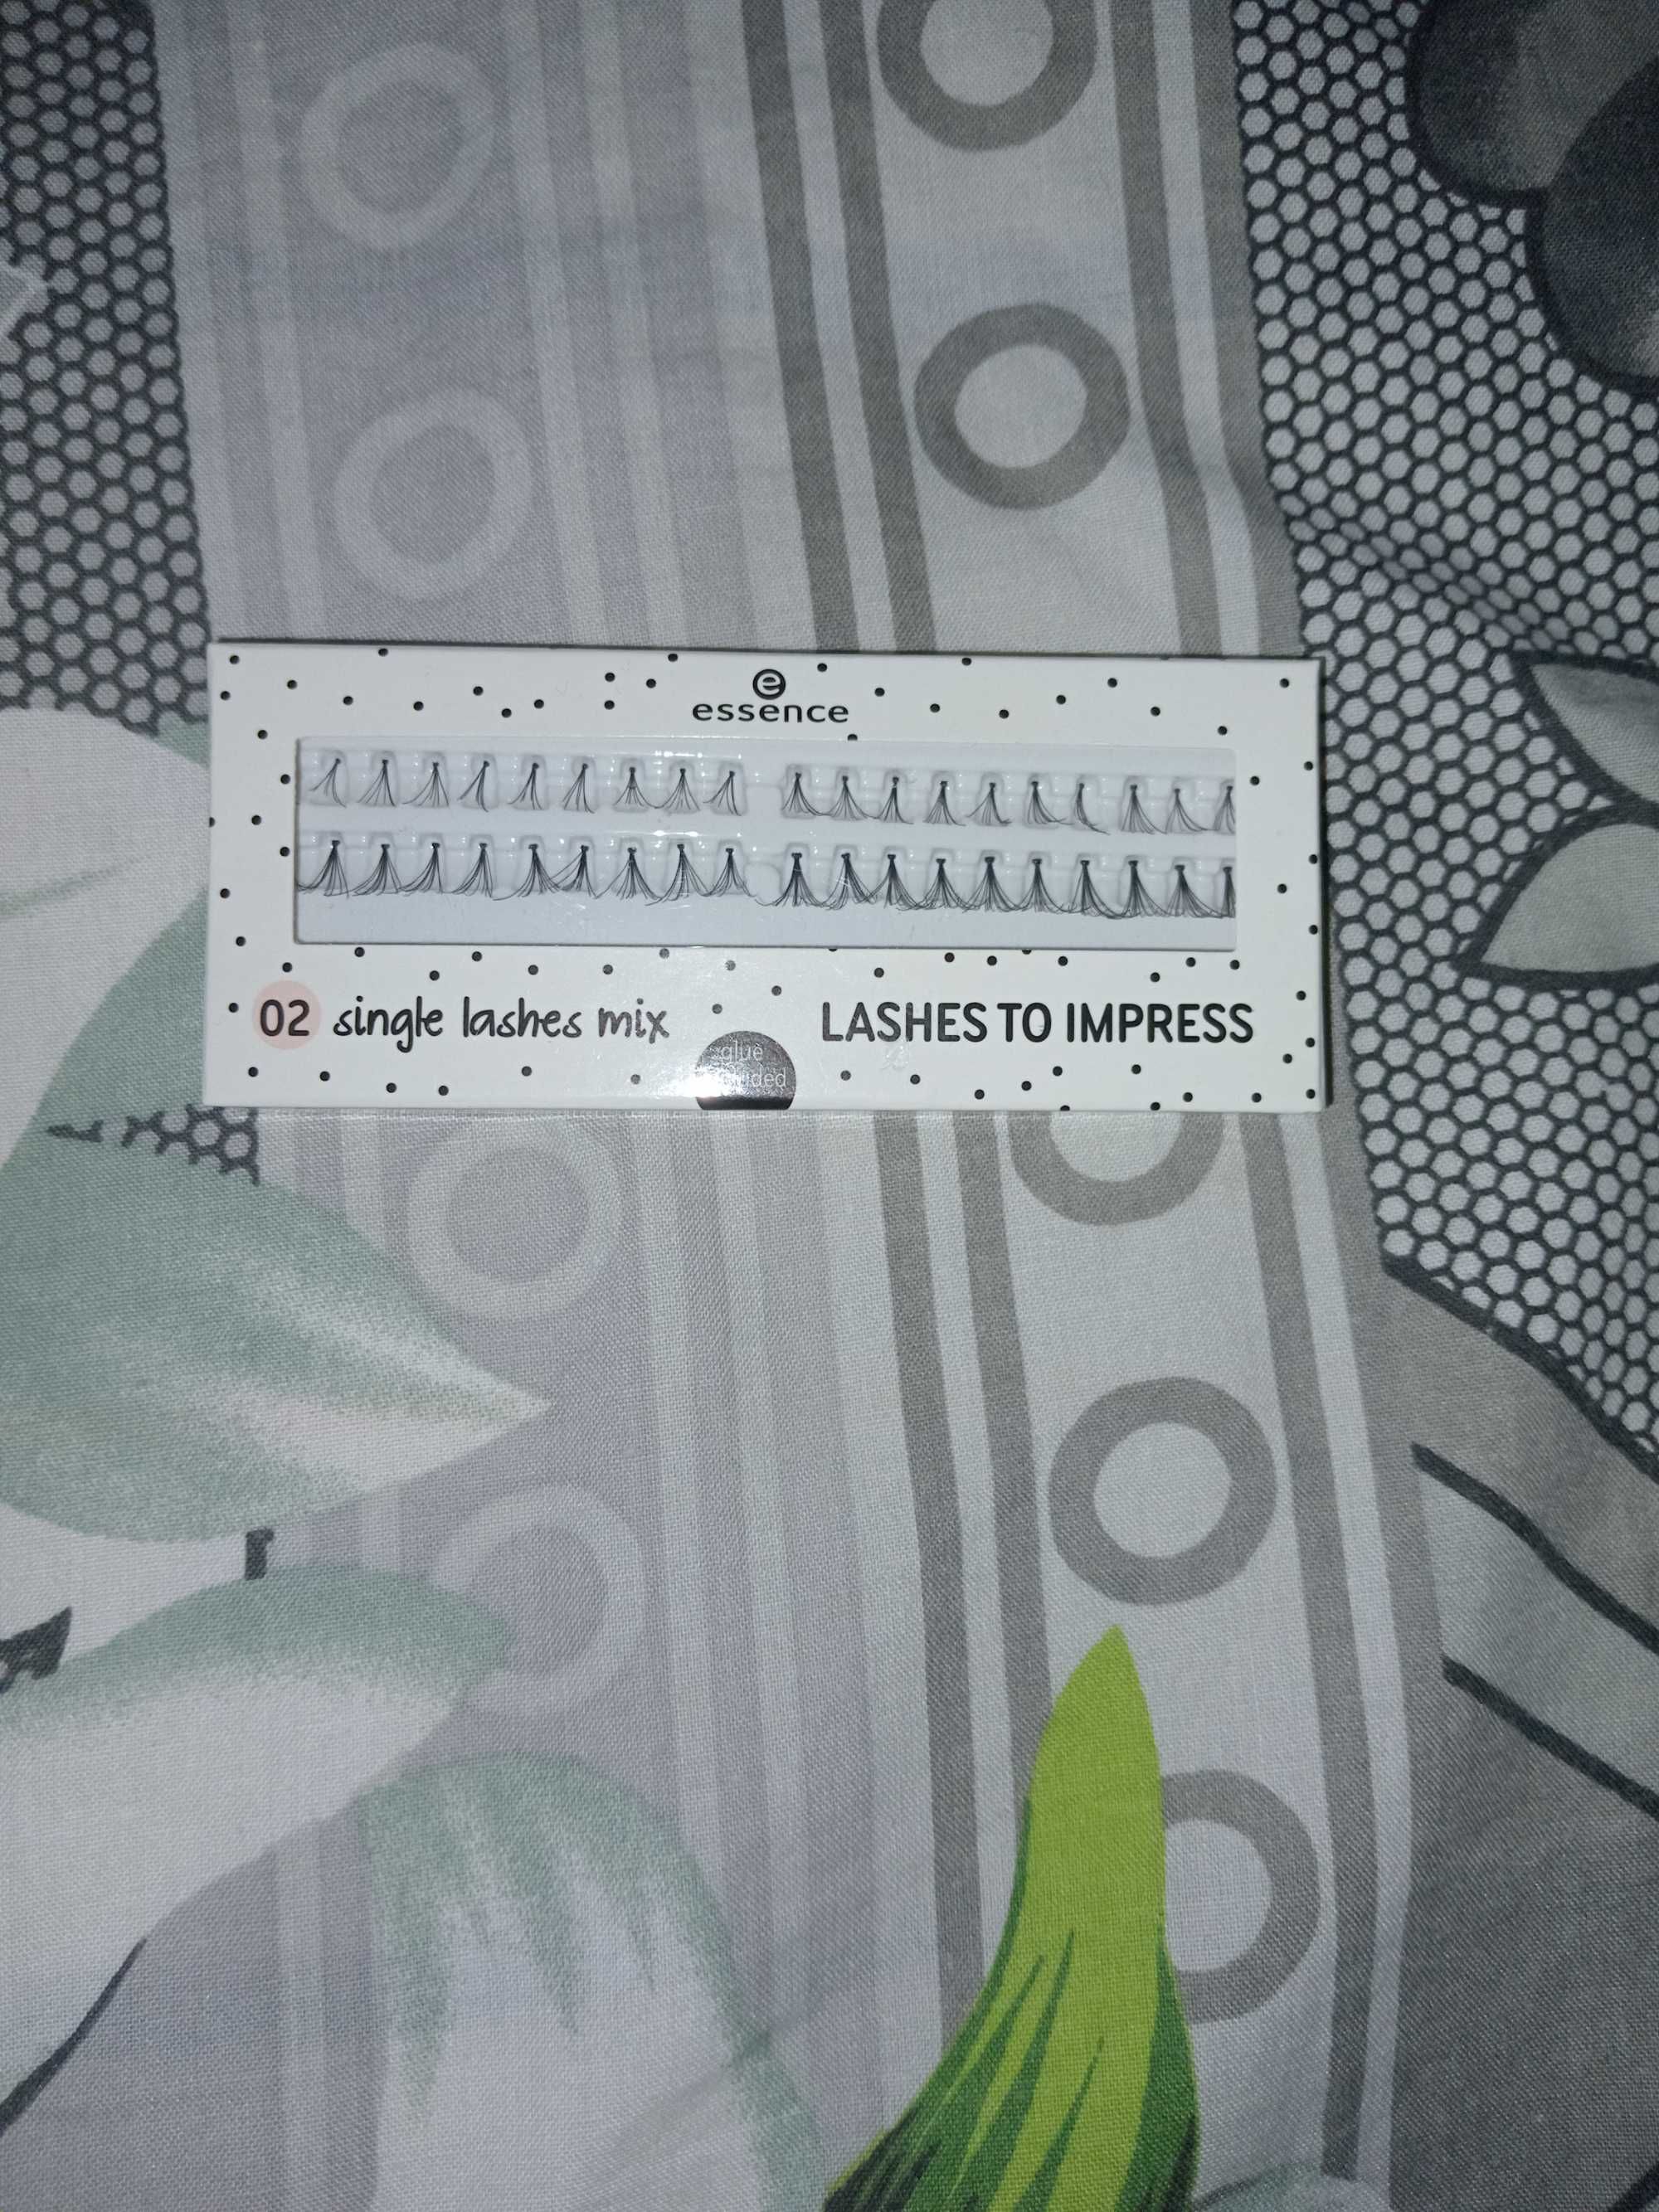 e
essence
02 single lashes mix
LASHES TO IMPRESS
glue